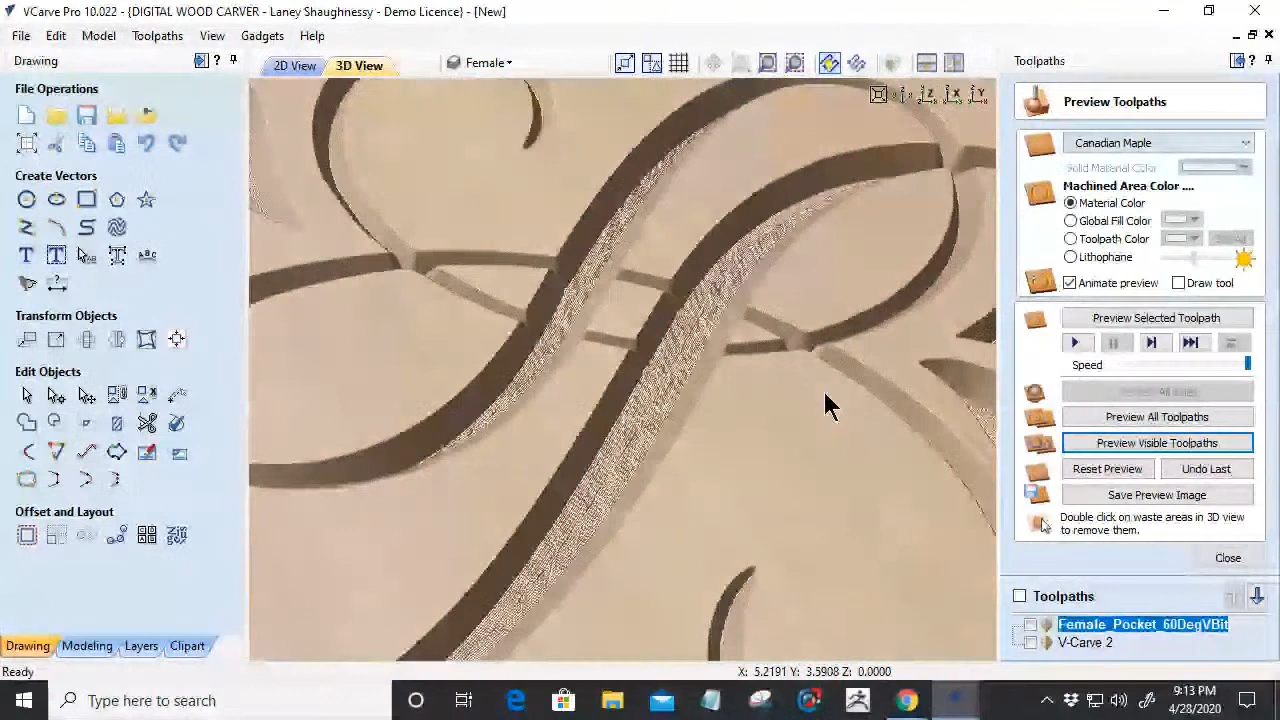 VCarve Pro 10.022 - {DIGITAL WOOD CARVER - Laney Shaughnessy - Demo Licence} - [New]
File Edit Model Toolpaths View Gadgets Help
Drawing
2D View 3D View Female
Toolpaths
File Operations
Create Vectors
Transform Objects
Edit Objects
Offset and Layout
Drawing Modeling Layers Clipart
Preview Toolpaths
Canadian Maple
Solid Material Color
Machined Area Color ....
Material Color
Global Fill Color
Toolpath Color
Lithophane
Animate preview Draw tool
Preview Selected Toolpath
Speed
Preview All Toolpaths
Preview Visible Toolpaths
Reset Preview Undo Last
Save Preview Image
Double click on waste areas in 3D view
to remove them.
Close
Toolpaths
Female_Pocket_60DegVBit
V-Carve 2
Ready
X: 5.2191 Y: 3.5908 Z: 0.0000
Type here to search
9:13 PM
4/28/2020